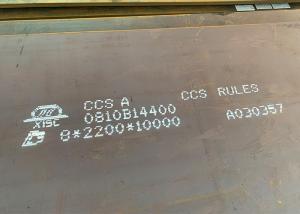 CCS A CCS RULES
0810B14400 A030357
XISC
8*2200*10000